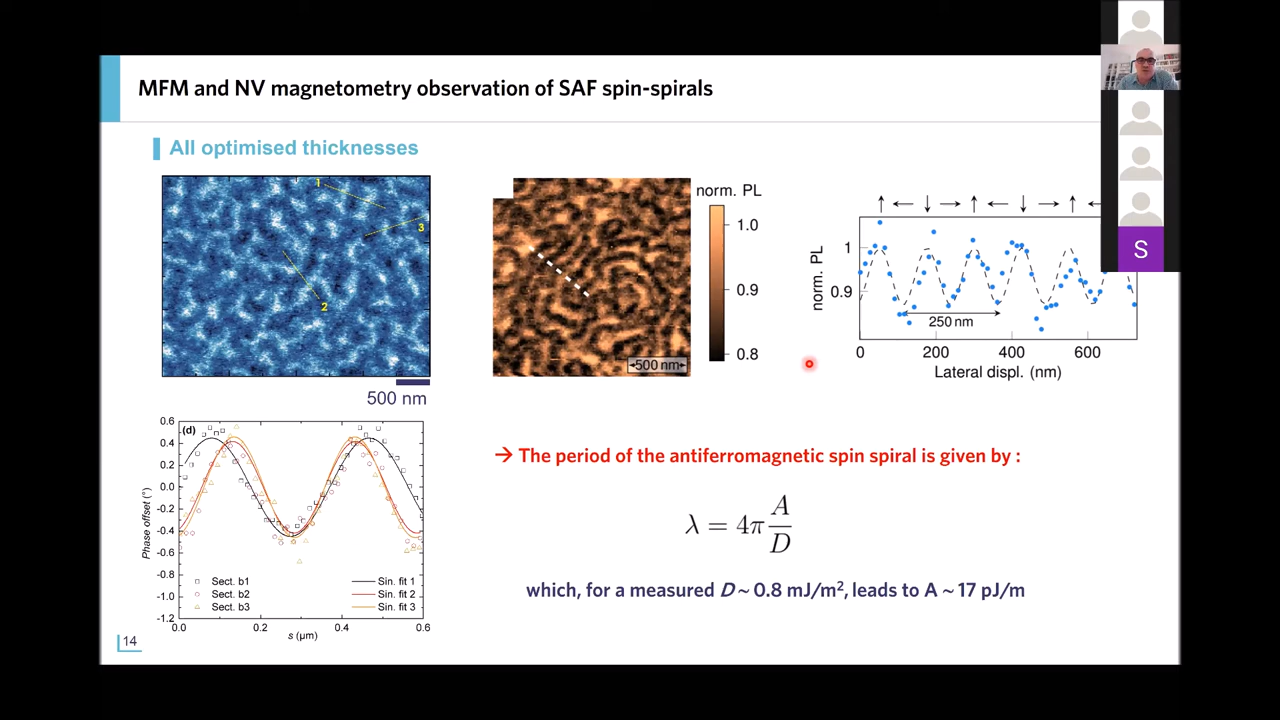 MFM and NV magnetometry observation of SAF spin-spirals
All optimised thicknesses
1
3
2
500 nm
norm. PL
1.0
0.9
0.8
500 nm
norm. PL
1
0.9
250 nm
0 200 400 600
Lateral displ. (nm)
S
(d)
Phase offset (°)
0.6
0.4
0.2
0.0
-0.2
-0.4
-0.6
-0.8
-1.0
-1.2
Sect. b1
Sect. b2
Sect. b3
Sin. fit 1
Sin. fit 2
Sin. fit 3
0.0 0.2 0.4 0.6
s (µm)
→ The period of the antiferromagnetic spin spiral is given by :
λ = 4π A/D
which, for a measured D ~ 0.8 mJ/m², leads to A ~ 17 pJ/m
14